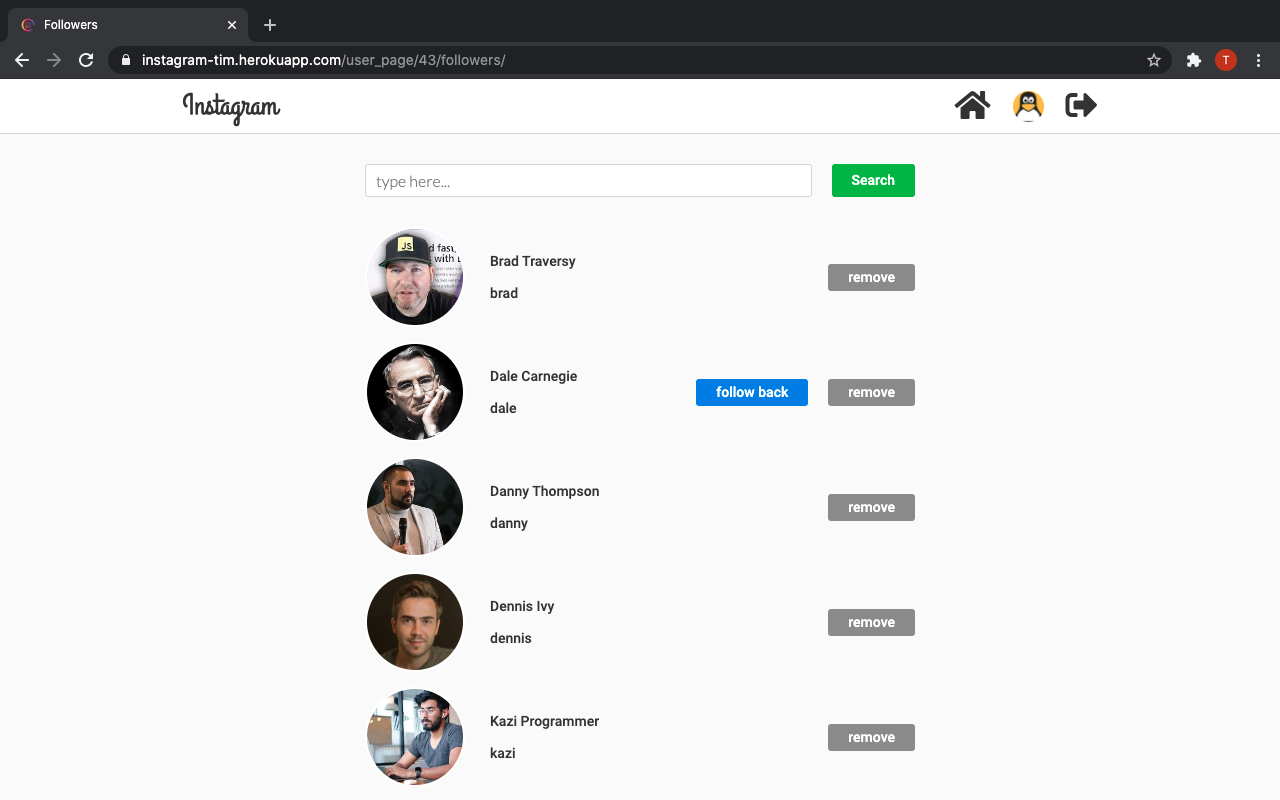 Followers
instagram-tim.herokuapp.com/user_page/43/followers/
T
Instagram
type here...
Search
JS
d fast,
with
Brad Traversy
brad
remove
Dale Carnegie
dale
follow back
remove
Danny Thompson
danny
remove
Dennis Ivy
dennis
remove
Kazi Programmer
kazi
remove